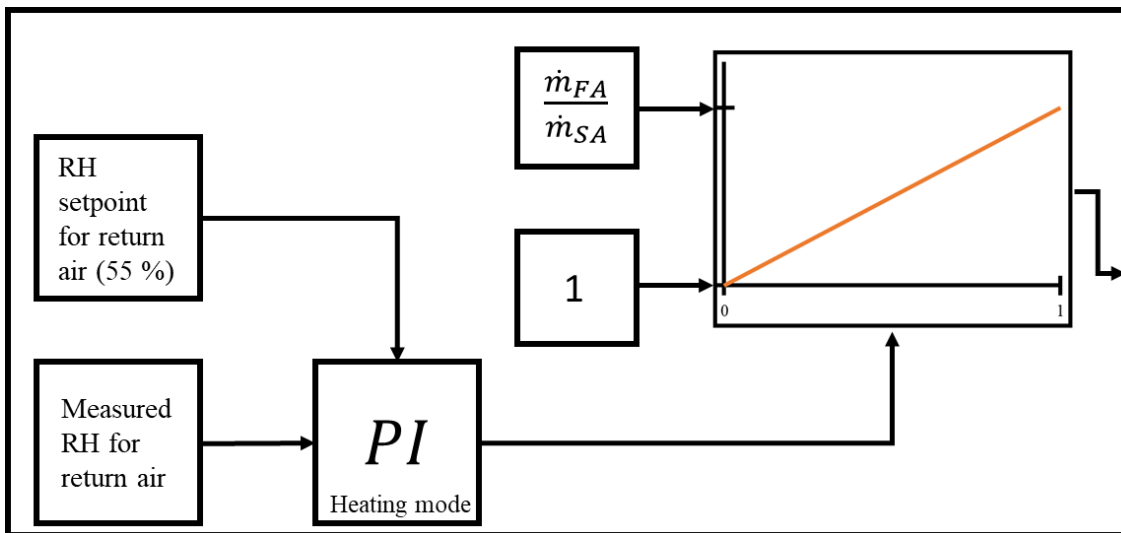 ṁ_FA
ṁ_SA
RH
setpoint
for return
air (55 %)
1
0
1
Measured
RH for
return air
PI
Heating mode